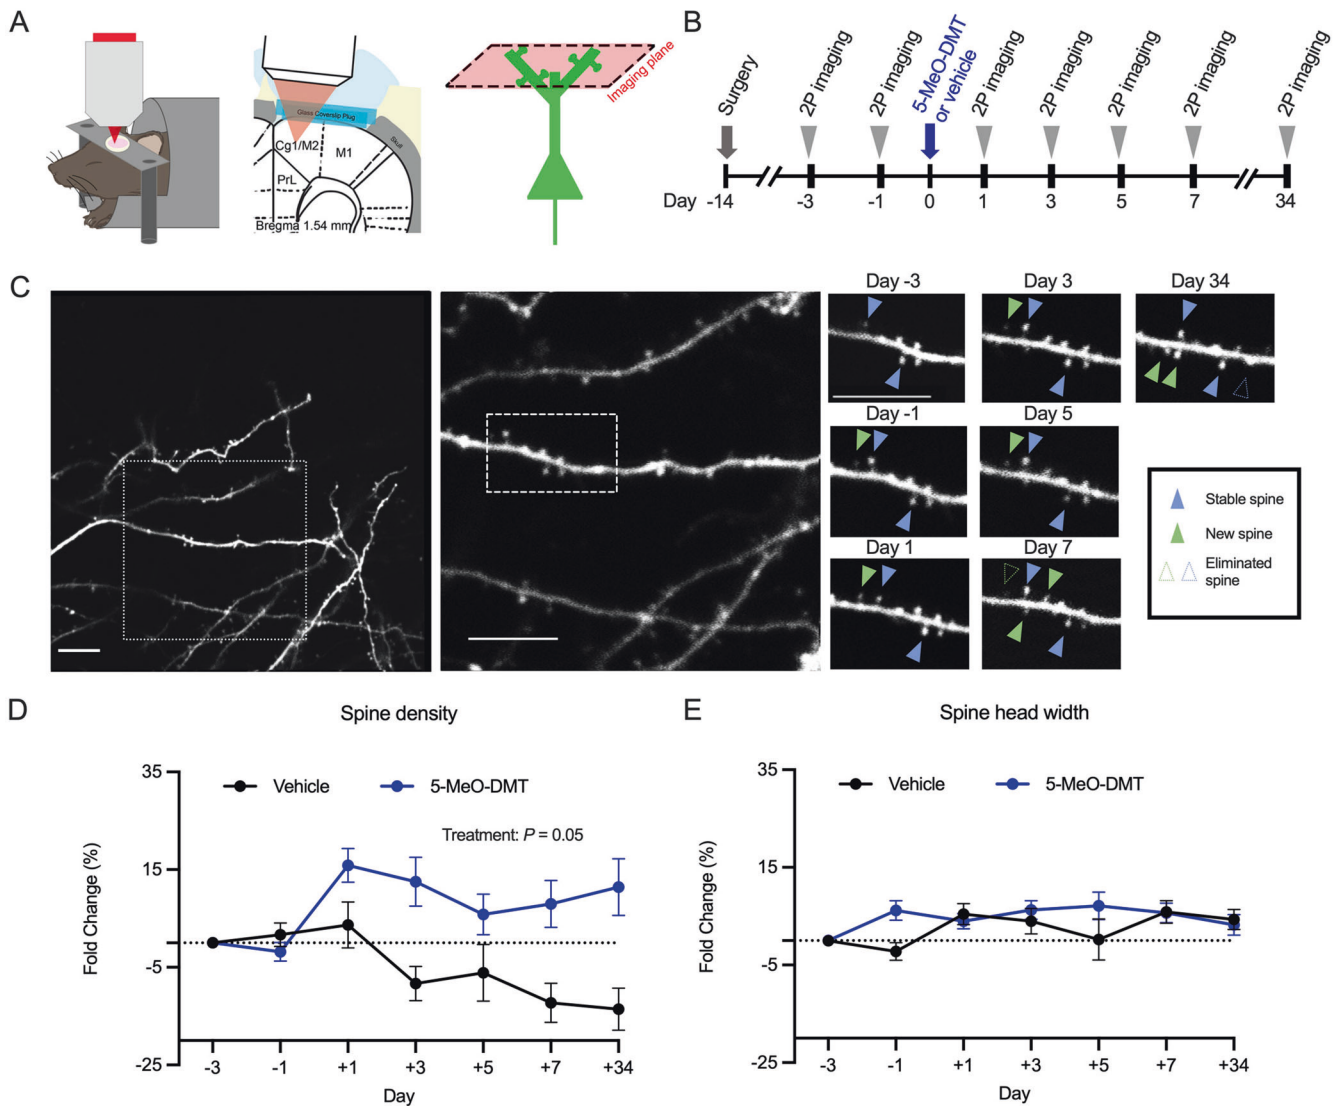 A
Glass Coverslip Plug
Skull
Cg1/M2
M1
PrL
Bregma 1.54 mm
Imaging plane
B
Surgery
2P imaging
2P imaging
5-MeO-DMT
or vehicle
2P imaging
2P imaging
2P imaging
2P imaging
2P imaging
Day -14 -3 -1 0 1 3 5 7 34
C
Day -3 Day 3 Day 34
Day -1 Day 5
Day 1 Day 7
Stable spine
New spine
Eliminated
spine
D
Spine density
Vehicle 5-MeO-DMT
Treatment: P = 0.05
Fold Change (%)
35
15
-5
-25
-3 -1 +1 +3 +5 +7 +34
Day
E
Spine head width
Vehicle 5-MeO-DMT
Fold Change (%)
35
15
-5
-25
-3 -1 +1 +3 +5 +7 +34
Day